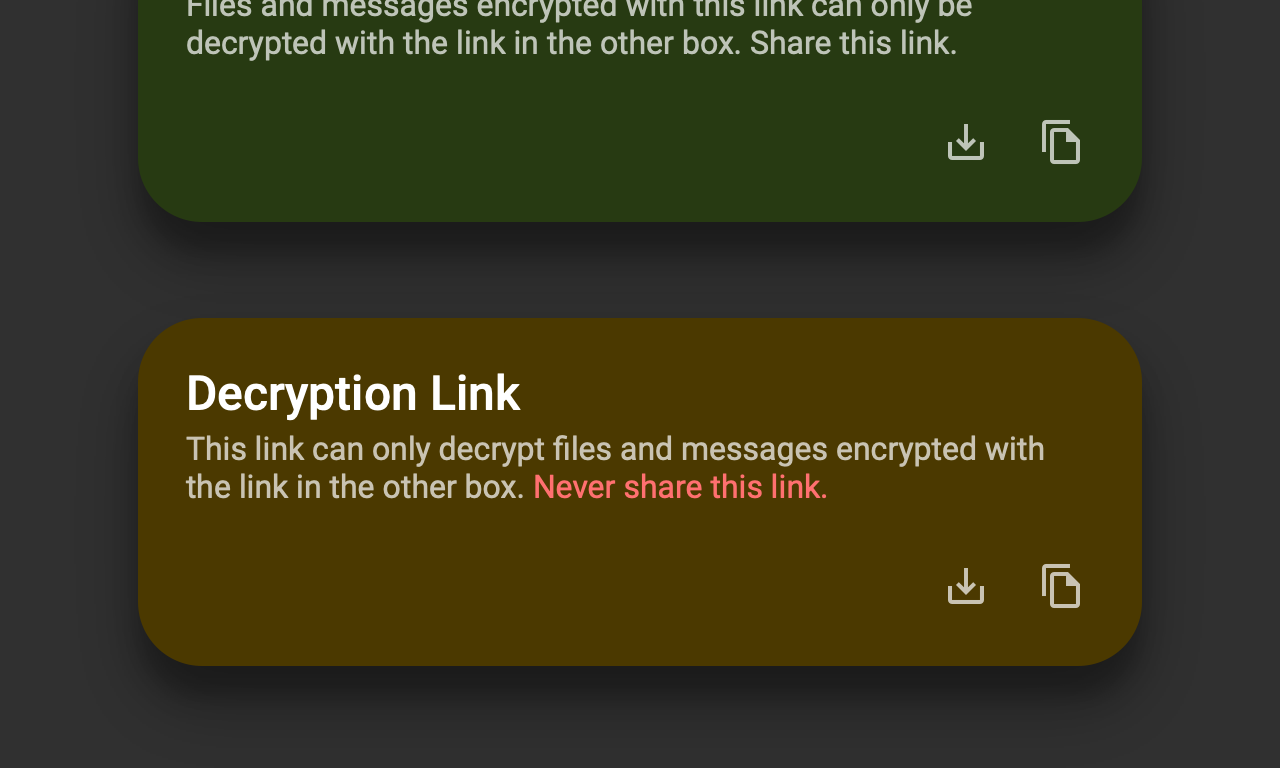 Files and messages encrypted with this link can only be
decrypted with the link in the other box. Share this link.
Decryption Link
This link can only decrypt files and messages encrypted with
the link in the other box. Never share this link.